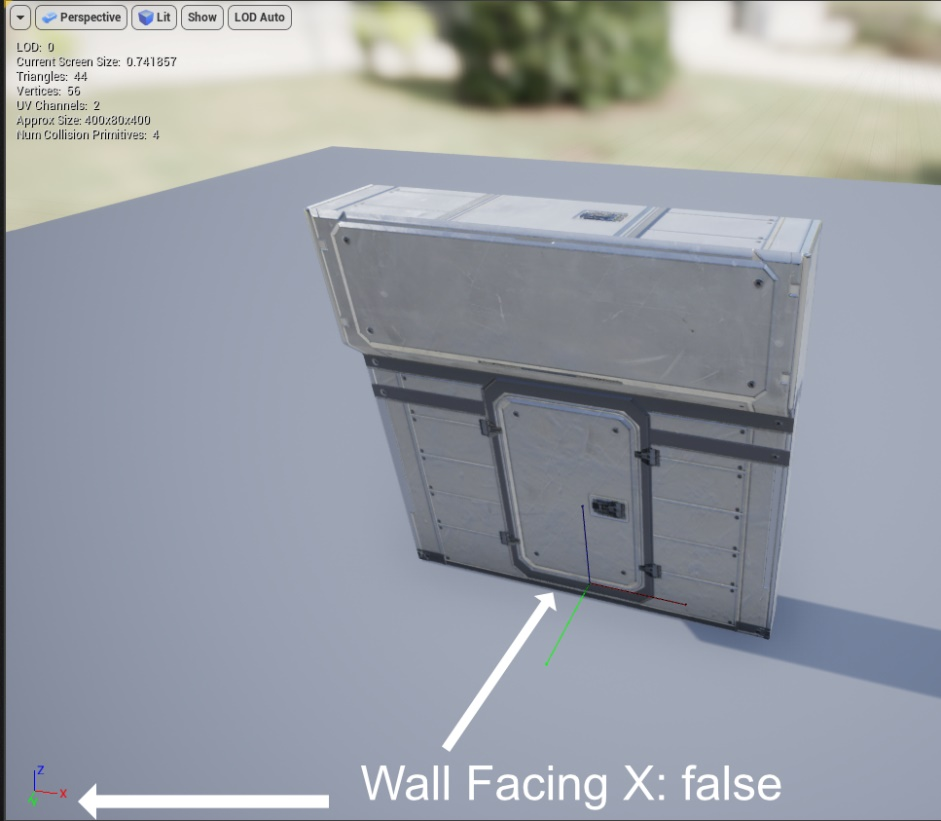 Perspective Lit Show LOD Auto
LOD: 0
Current Screen Size: 0.741857
Triangles: 44
Vertices: 56
UV Channels: 2
Approx Size: 400x80x400
Num Collision Primitives: 4
Z
X
Y
Wall Facing X: false